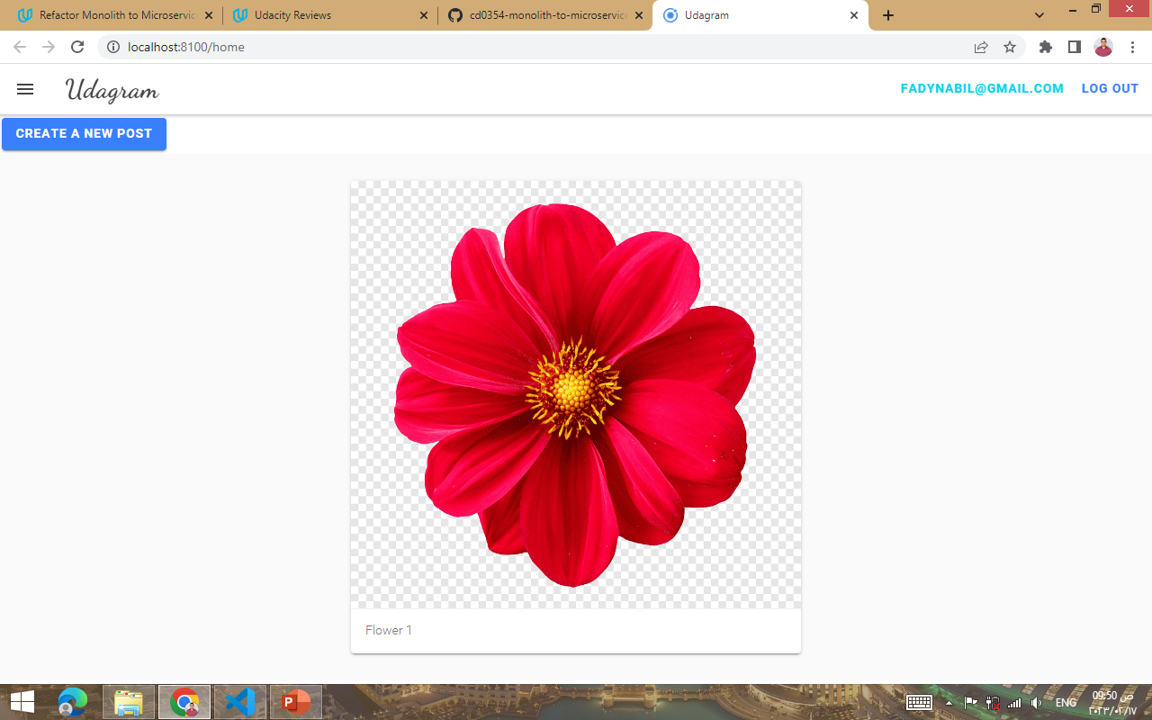 Refactor Monolith to Microservic
Udacity Reviews
cd0354-monolith-to-microservice
Udagram
localhost:8100/home
Udagram
FADYNABIL@GMAIL.COM
LOG OUT
CREATE A NEW POST
Flower 1
ENG
09:50 ص
٢٠٢٣/٠٢/١٧